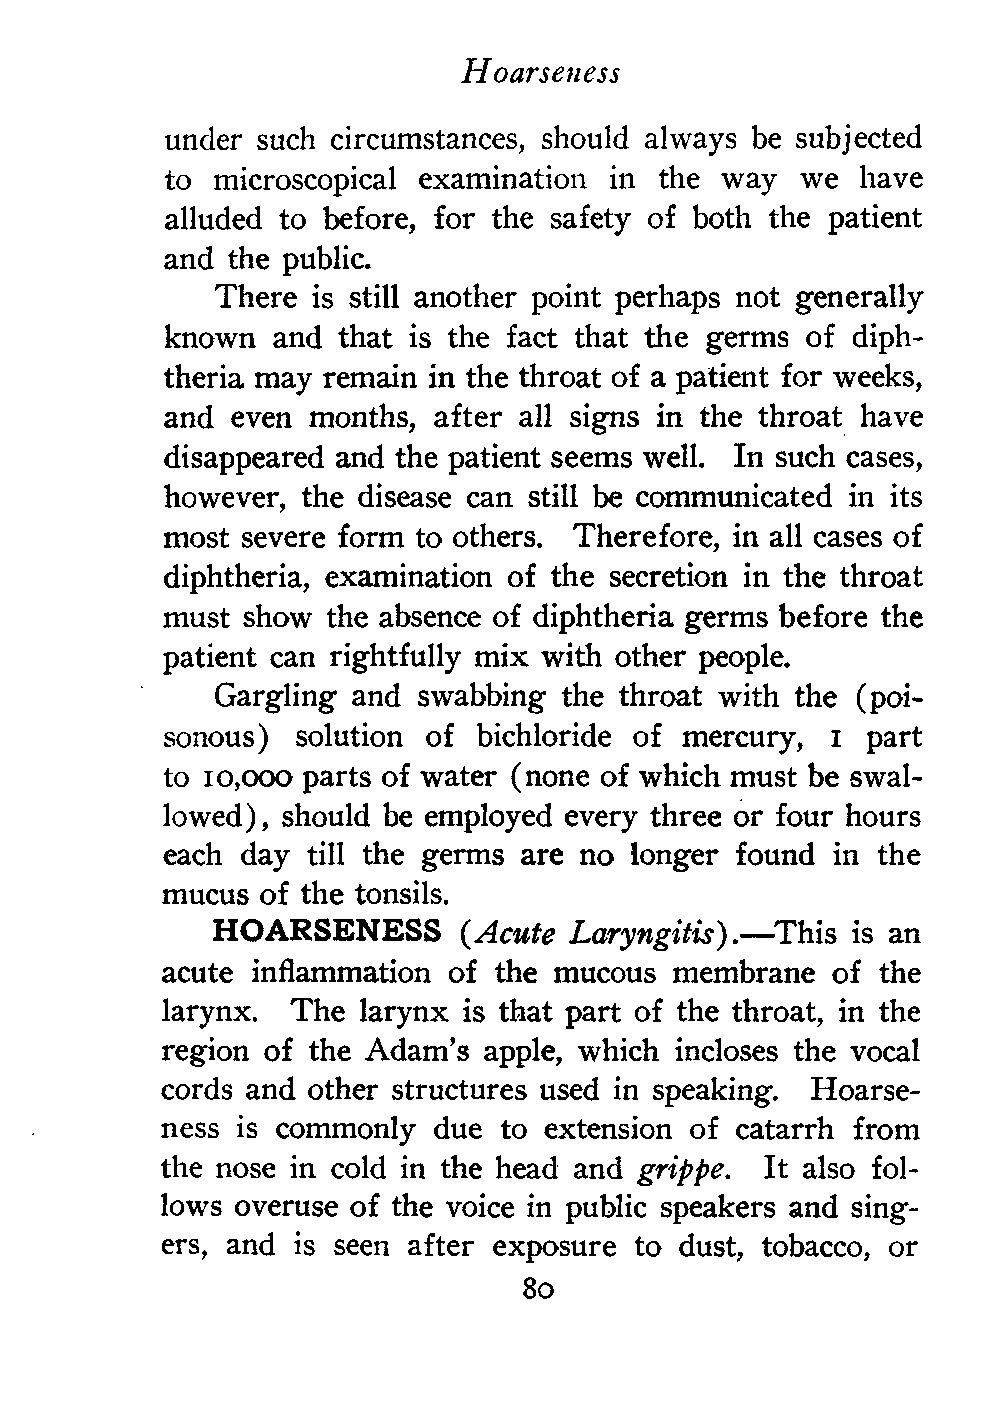 Hoarseness
under such circumstances, should always be subjected
to microscopical examination in the way we have
alluded to before, for the safety of both the patient
and the public.
There is still another point perhaps not generally
known and that is the fact that the germs of diph-
theria may remain in the throat of a patient for weeks,
and even months, after all signs in the throat have
disappeared and the patient seems well. In such cases,
however, the disease can still be communicated in its
most severe form to others. Therefore, in all cases of
diphtheria, examination of the secretion in the throat
must show the absence of diphtheria germs before the
patient can rightfully mix with other people.
Gargling and swabbing the throat with the (poi-
sonous) solution of bichloride of mercury, 1 part
to 10,000 parts of water (none of which must be swal-
lowed), should be employed every three or four hours
each day till the germs are no longer found in the
mucus of the tonsils.
HOARSENESS (Acute Laryngitis).—This is an
acute inflammation of the mucous membrane of the
larynx. The larynx is that part of the throat, in the
region of the Adam's apple, which incloses the vocal
cords and other structures used in speaking. Hoarse-
ness is commonly due to extension of catarrh from
the nose in cold in the head and grippe. It also fol-
lows overuse of the voice in public speakers and sing-
ers, and is seen after exposure to dust, tobacco, or
80